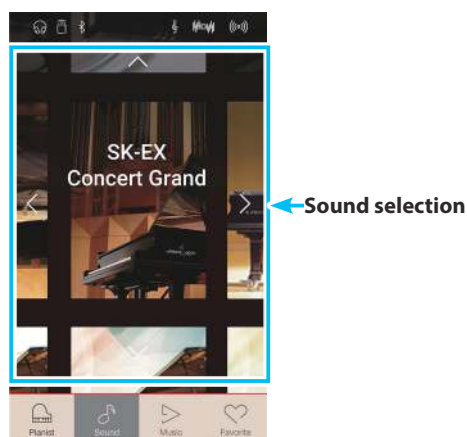 SK-EX
Concert Grand
Sound selection
Pianist
Sound
Music
Favorite